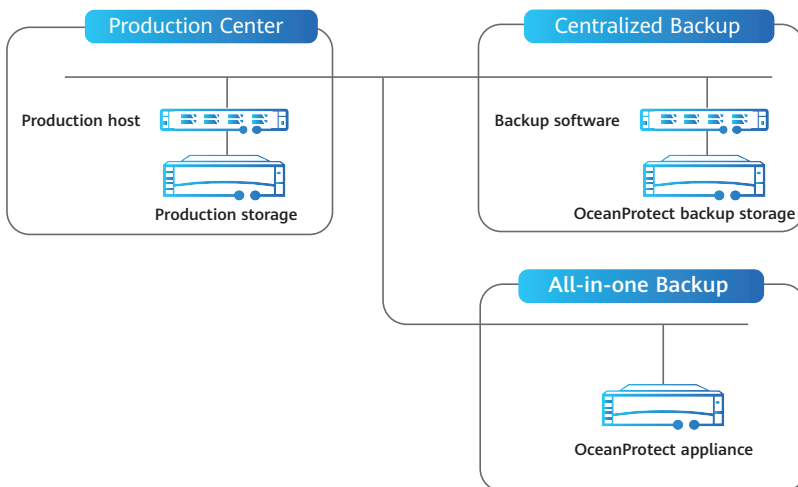 Production Center
Centralized Backup
Production host
Backup software
Production storage
OceanProtect backup storage
All-in-one Backup
OceanProtect appliance